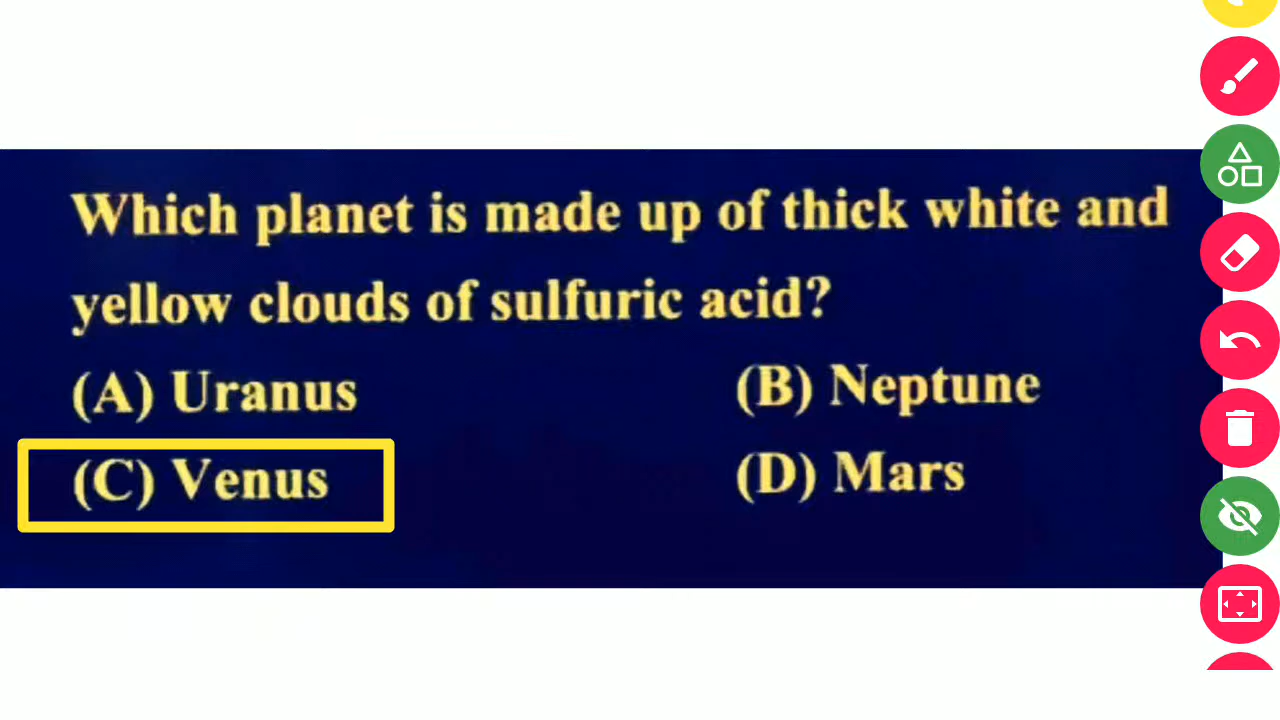 Which planet is made up of thick white and
yellow clouds of sulfuric acid?
(A) Uranus (B) Neptune
(C) Venus (D) Mars